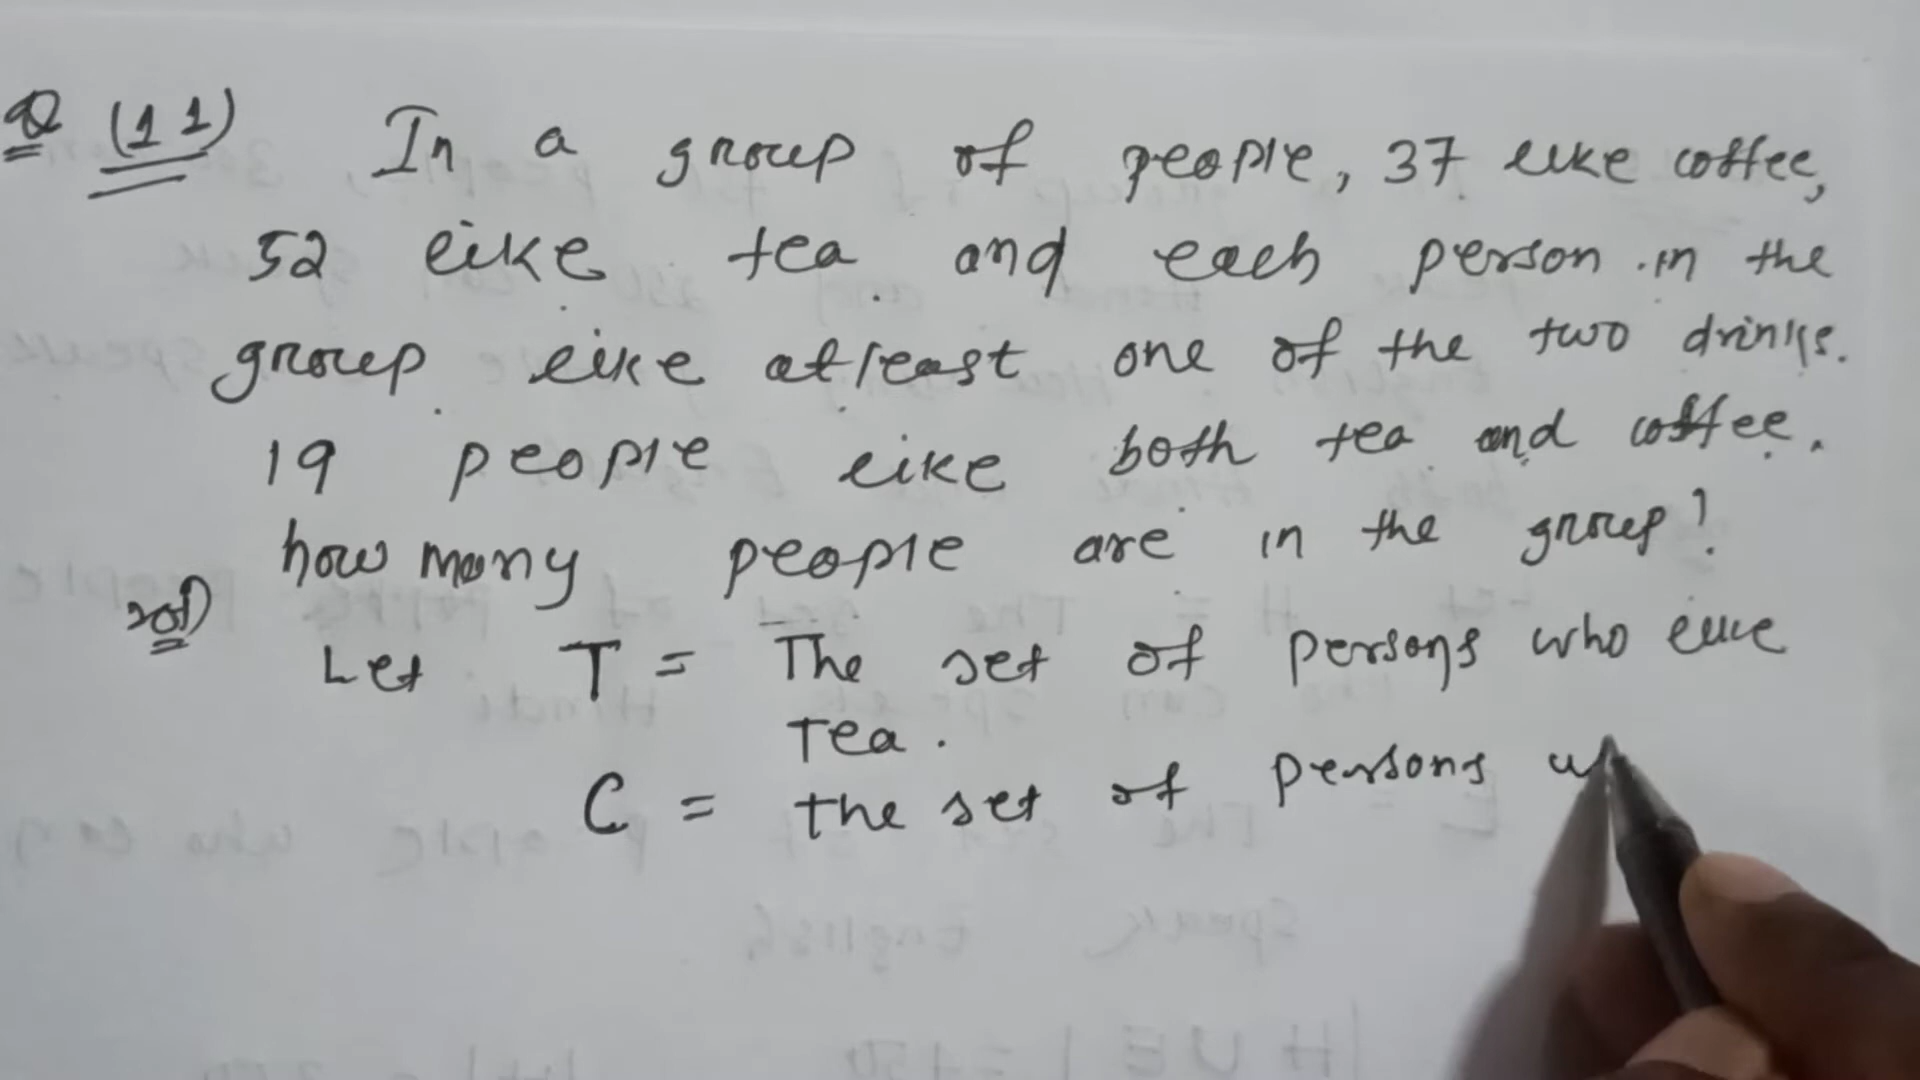 Q (11) In a group of people, 37 like coffee,
52 like tea and each person in the
group like atleast one of the two drinks.
19 people like both tea and coffee.
how many people are in the group?
Sol)
Let T = The set of persons who like
Tea.
C = the set of persons w